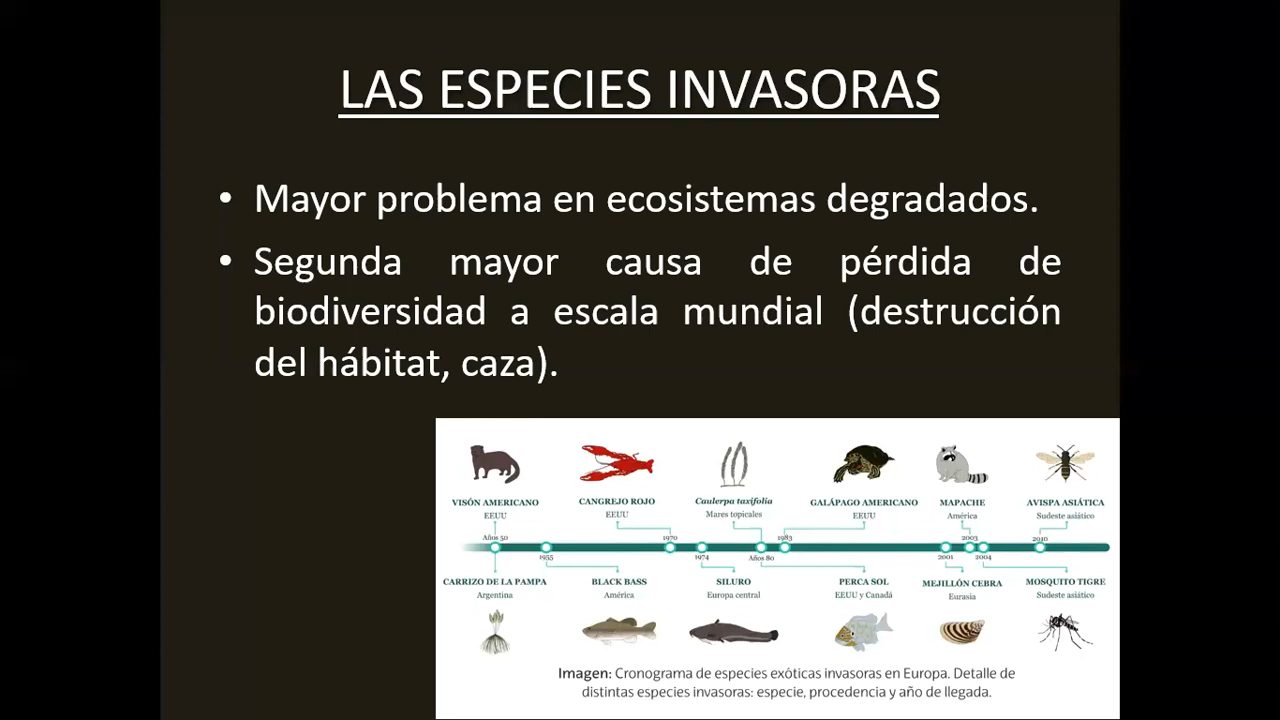 LAS ESPECIES INVASORAS
• Mayor problema en ecosistemas degradados.
• Segunda mayor causa de pérdida de
biodiversidad a escala mundial (destrucción
del hábitat, caza).
VISÓN AMERICANO
EEUU
CANGREJO ROJO
EEUU
Caulerpa taxifolia
Mares topicales
GALÁPAGO AMERICANO
EEUU
MAPACHE
América
AVISPA ASIÁTICA
Sudeste asiático
Años 50
1970
1983
2003
2010
1955
1974
Años 80
2001
2004
CARRIZO DE LA PAMPA
Argentina
BLACK BASS
América
SILURO
Europa central
PERCA SOL
EEUU y Canadá
MEJILLÓN CEBRA
Eurasia
MOSQUITO TIGRE
Sudeste asiático
Imagen: Cronograma de especies exóticas invasoras en Europa. Detalle de
distintas especies invasoras: especie, procedencia y año de llegada.